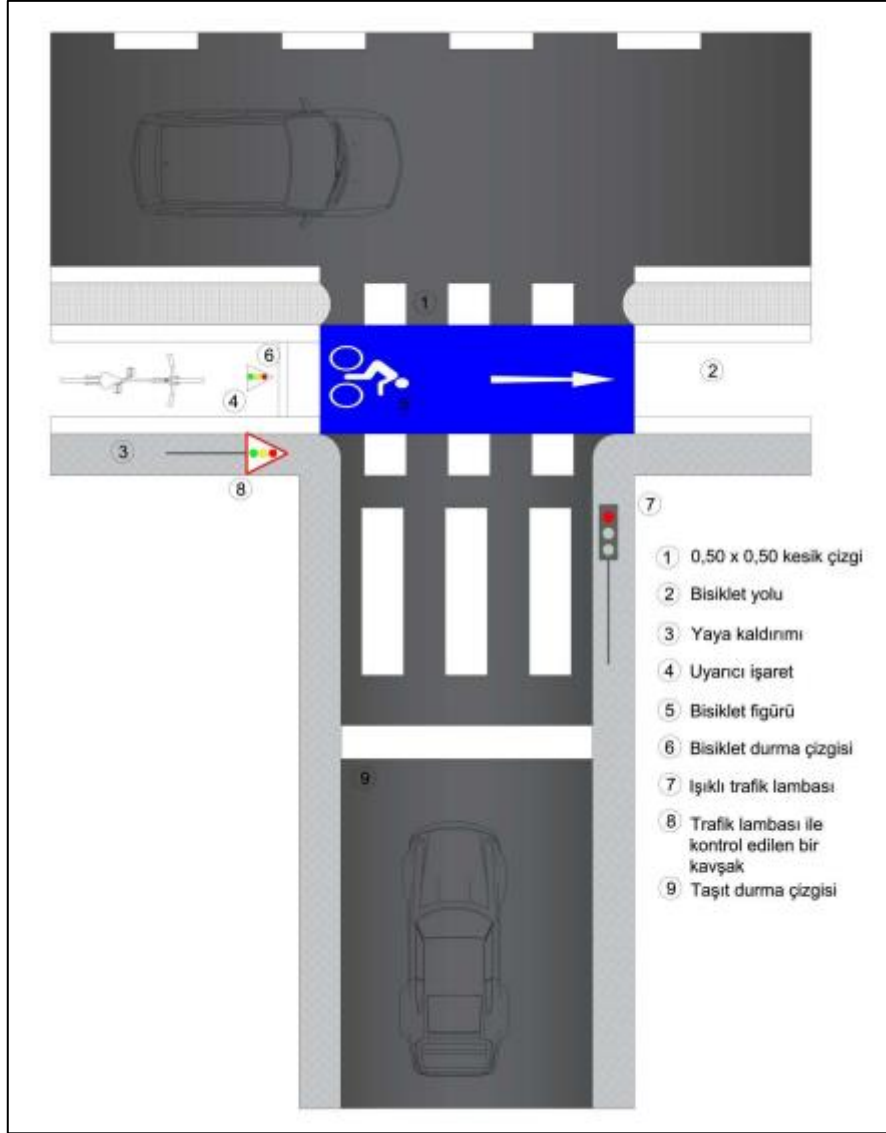 1
6
2
4
3
8
7
5
9
1 0,50 x 0,50 kesik çizgi
2 Bisiklet yolu
3 Yaya kaldırımı
4 Uyarıcı işaret
5 Bisiklet figürü
6 Bisiklet durma çizgisi
7 Işıklı trafik lambası
8 Trafik lambası ile
kontrol edilen bir
kavşak
9 Taşıt durma çizgisi